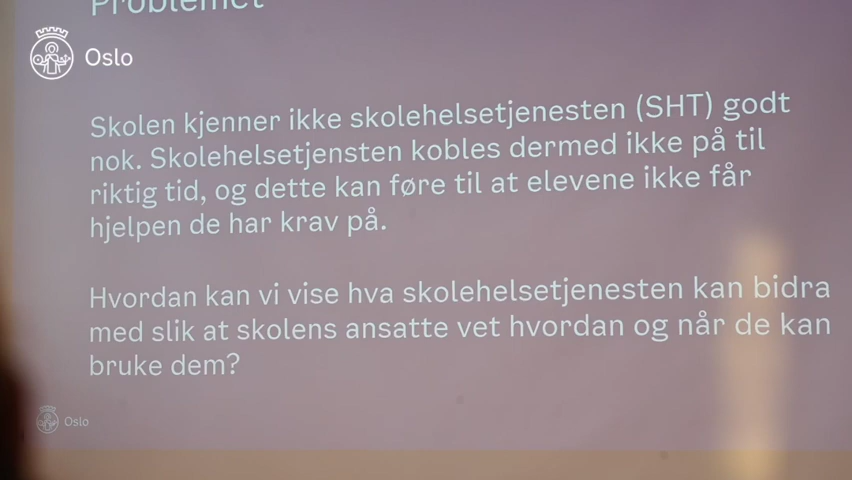 Problemet
Oslo
Skolen kjenner ikke skolehelsetjenesten (SHT) godt
nok. Skolehelsetjensten kobles dermed ikke på til
riktig tid, og dette kan føre til at elevene ikke får
hjelpen de har krav på.
Hvordan kan vi vise hva skolehelsetjenesten kan bidra
med slik at skolens ansatte vet hvordan og når de kan
bruke dem?
Oslo